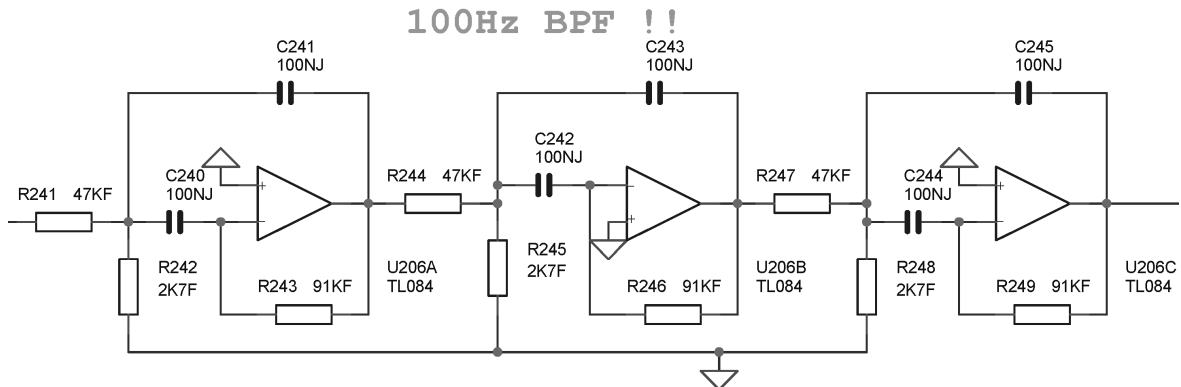 100Hz BPF !!
C241
100NJ
C243
100NJ
C245
100NJ
C240
100NJ
C242
100NJ
C244
100NJ
R241 47KF
R244 47KF
R247 47KF
+
-
-
+
+
-
R242
2K7F
R245
2K7F
R248
2K7F
R243 91KF
U206A
TL084
R246 91KF
U206B
TL084
R249 91KF
U206C
TL084